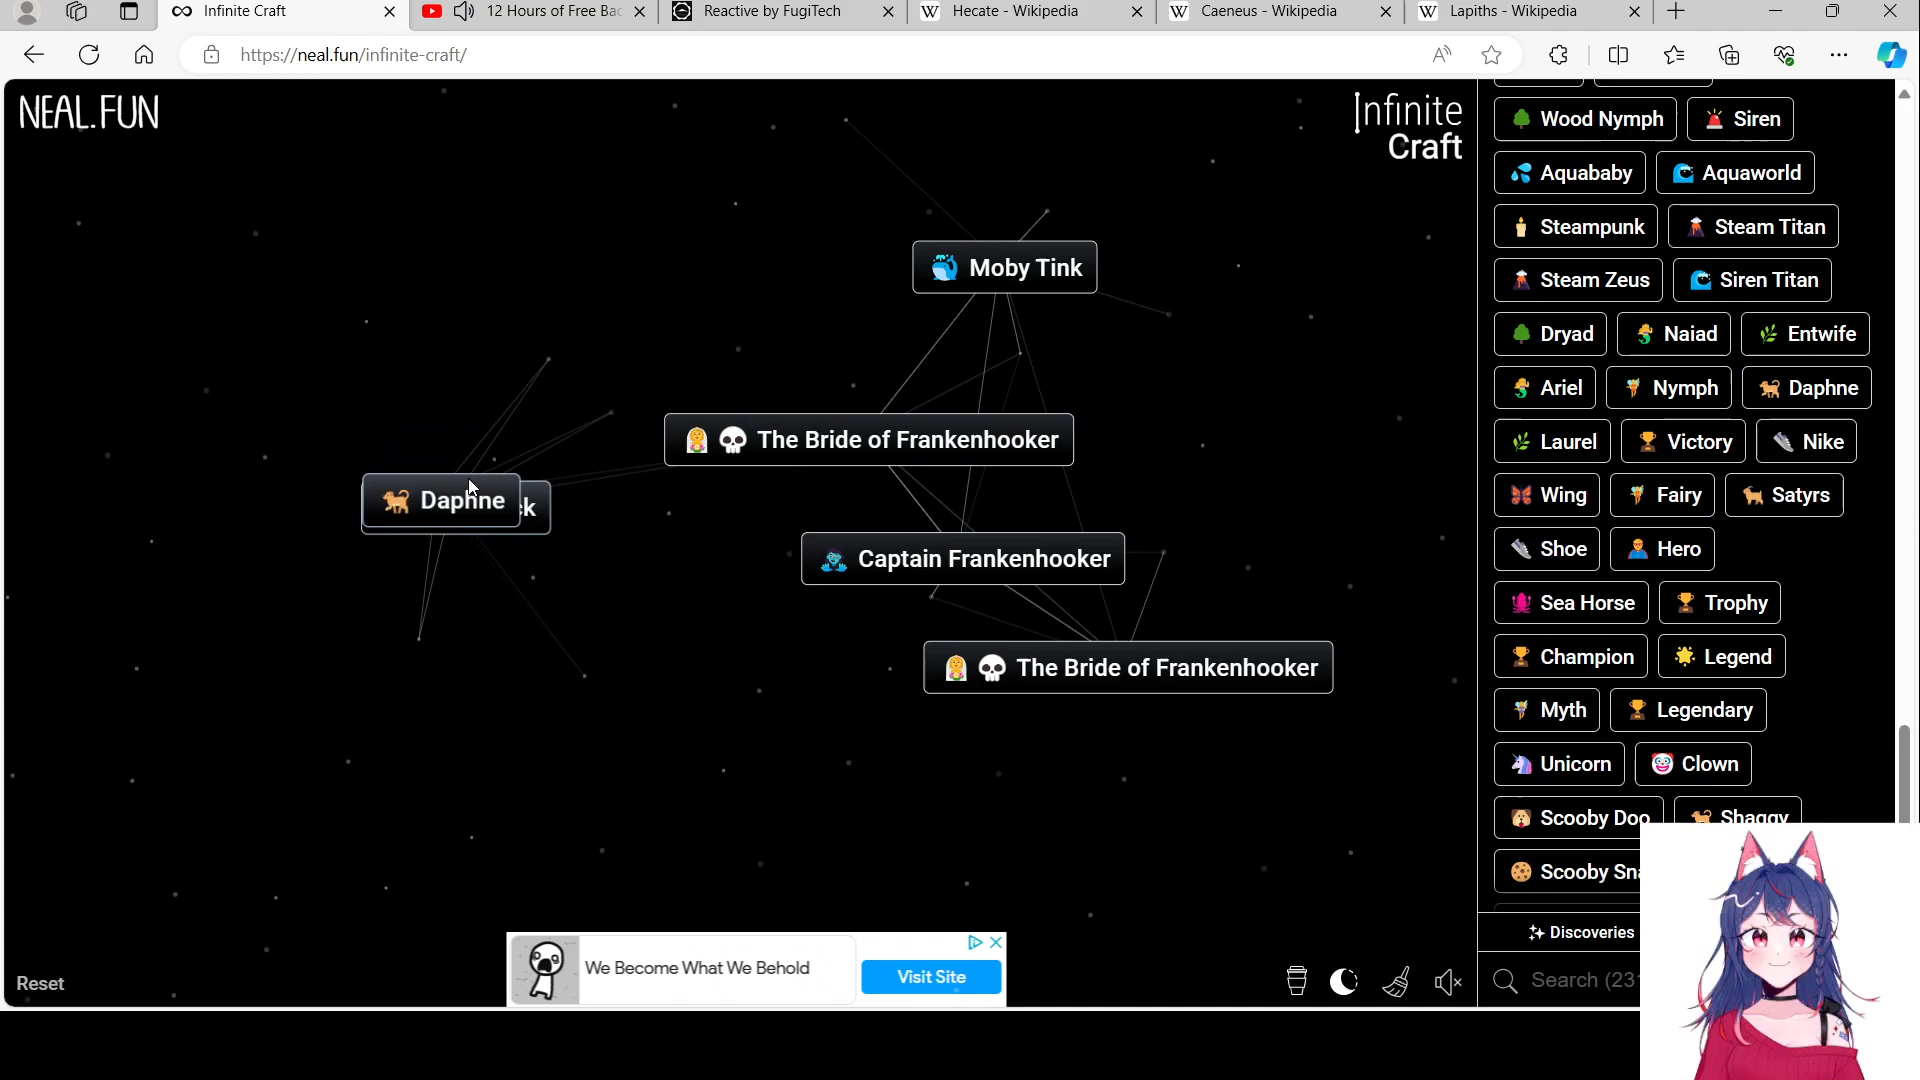 Infinite Craft
12 Hours of Free Bac
Reactive by FugiTech
Hecate - Wikipedia
Caeneus - Wikipedia
Lapiths - Wikipedia
https://neal.fun/infinite-craft/
NEAL.FUN
Infinite
Craft
Moby Tink
The Bride of Frankenhooker
Daphne
k
Captain Frankenhooker
The Bride of Frankenhooker
Wood Nymph
Siren
Aquababy
Aquaworld
Steampunk
Steam Titan
Steam Zeus
Siren Titan
Dryad
Naiad
Entwife
Ariel
Nymph
Daphne
Laurel
Victory
Nike
Wing
Fairy
Satyrs
Shoe
Hero
Sea Horse
Trophy
Champion
Legend
Myth
Legendary
Unicorn
Clown
Scooby Doo
Shaggy
Scooby Sna
Discoveries
Search (231
We Become What We Behold
Visit Site
Reset